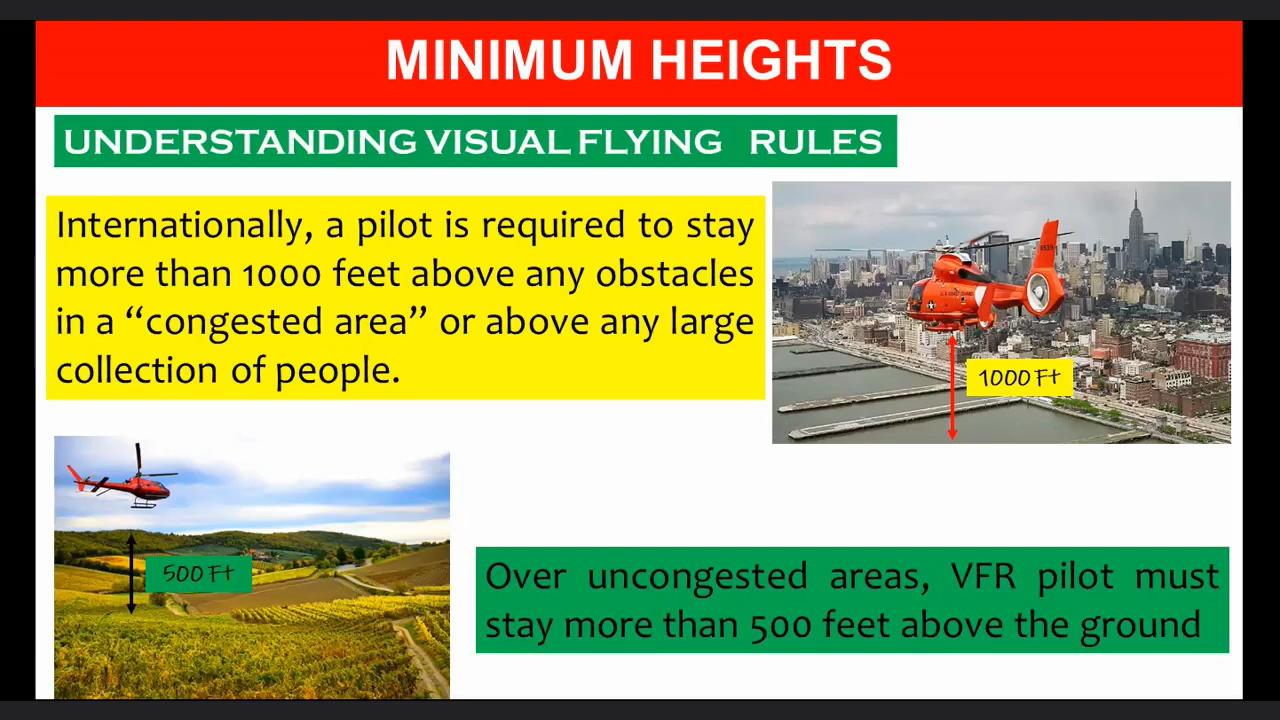 MINIMUM HEIGHTS
UNDERSTANDING VISUAL FLYING RULES
Internationally, a pilot is required to stay
more than 1000 feet above any obstacles
in a “congested area” or above any large
collection of people.
1000 Ft
500 Ft
Over uncongested areas, VFR pilot must
stay more than 500 feet above the ground